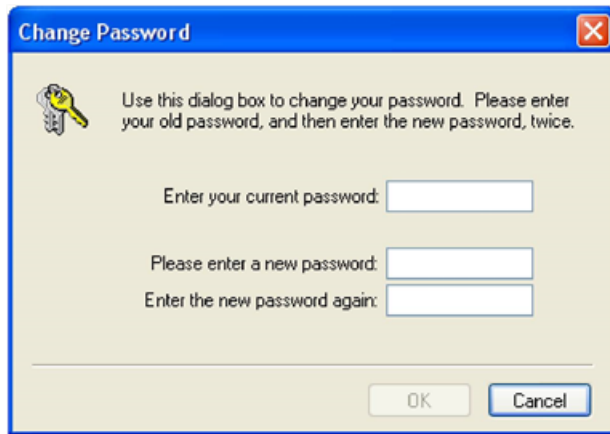 Change Password
Use this dialog box to change your password.  Please enter
your old password, and then enter the new password, twice.
Enter your current password:
Please enter a new password:
Enter the new password again:
OK
Cancel